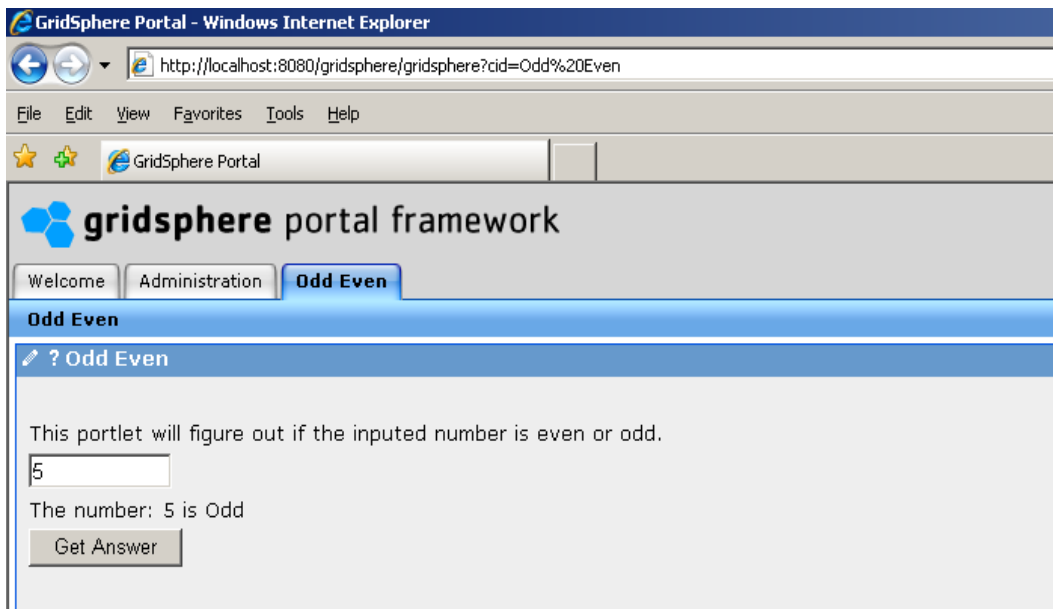 GridSphere Portal - Windows Internet Explorer
http://localhost:8080/gridsphere/gridsphere?cid=Odd%20Even
File Edit View Favorites Tools Help
GridSphere Portal
gridsphere portal framework
Welcome Administration Odd Even
Odd Even
? Odd Even
This portlet will figure out if the inputed number is even or odd.
5
The number: 5 is Odd
Get Answer